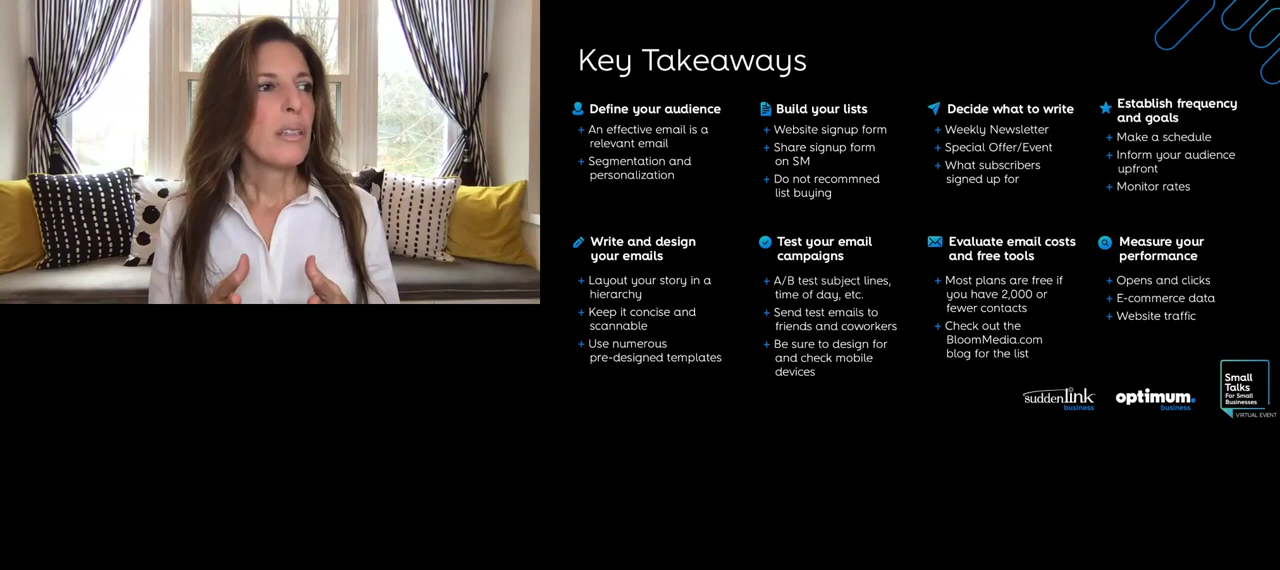 Key Takeaways
Define your audience
+ An effective email is a
relevant email
+ Segmentation and
personalization
Build your lists
+ Website signup form
+ Share signup form
on SM
+ Do not recommned
list buying
Decide what to write
+ Weekly Newsletter
+ Special Offer/Event
+ What subscribers
signed up for
Establish frequency
and goals
+ Make a schedule
+ Inform your audience
upfront
+ Monitor rates
Write and design
your emails
+ Layout your story in a
hierarchy
+ Keep it concise and
scannable
+ Use numerous
pre-designed templates
Test your email
campaigns
+ A/B test subject lines,
time of day, etc.
+ Send test emails to
friends and coworkers
+ Be sure to design for
and check mobile
devices
Evaluate email costs
and free tools
+ Most plans are free if
you have 2,000 or
fewer contacts
+ Check out the
BloomMedia.com
blog for the list
Measure your
performance
+ Opens and clicks
+ E-commerce data
+ Website traffic
suddenlink
business
optimum.
business
Small
Talks
For Small
Businesses
VIRTUAL EVENT